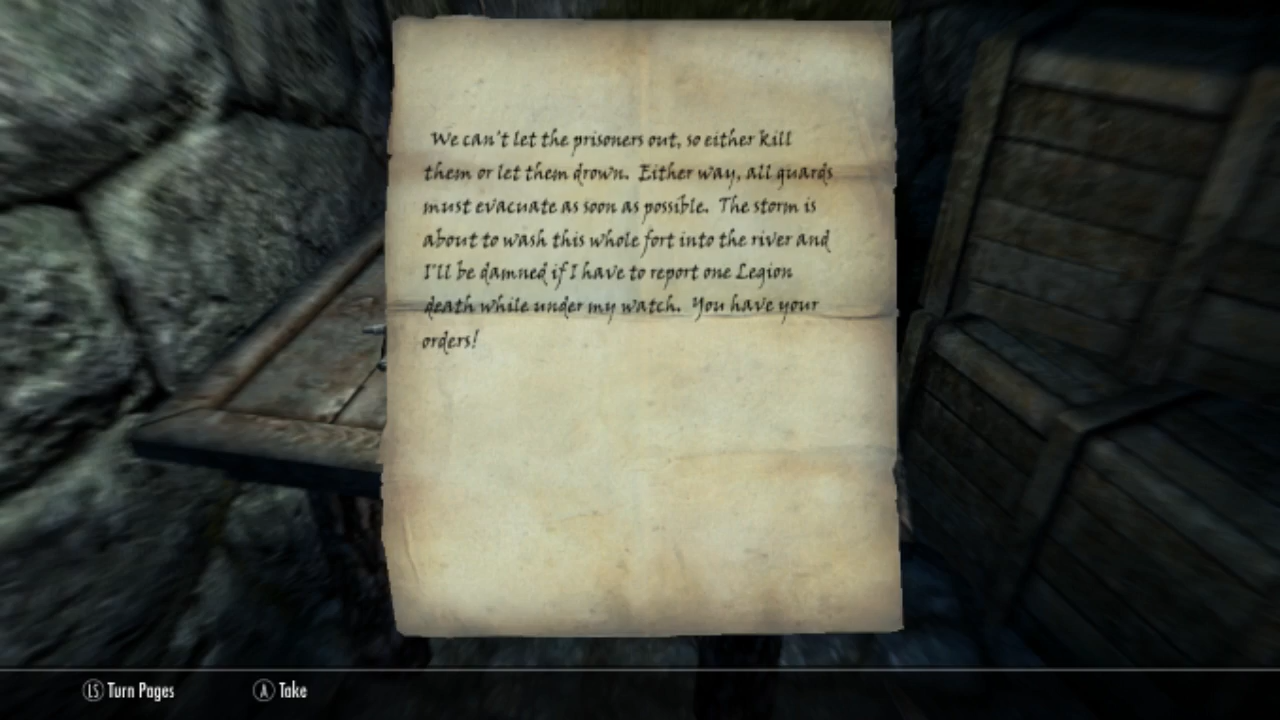 We can't let the prisoners out, so either kill
them or let them drown.  Either way, all guards
must evacuate as soon as possible.  The storm is
about to wash this whole fort into the river and
I'll be damned if I have to report one Legion
death while under my watch.  You have your
orders!
LS Turn Pages
A Take